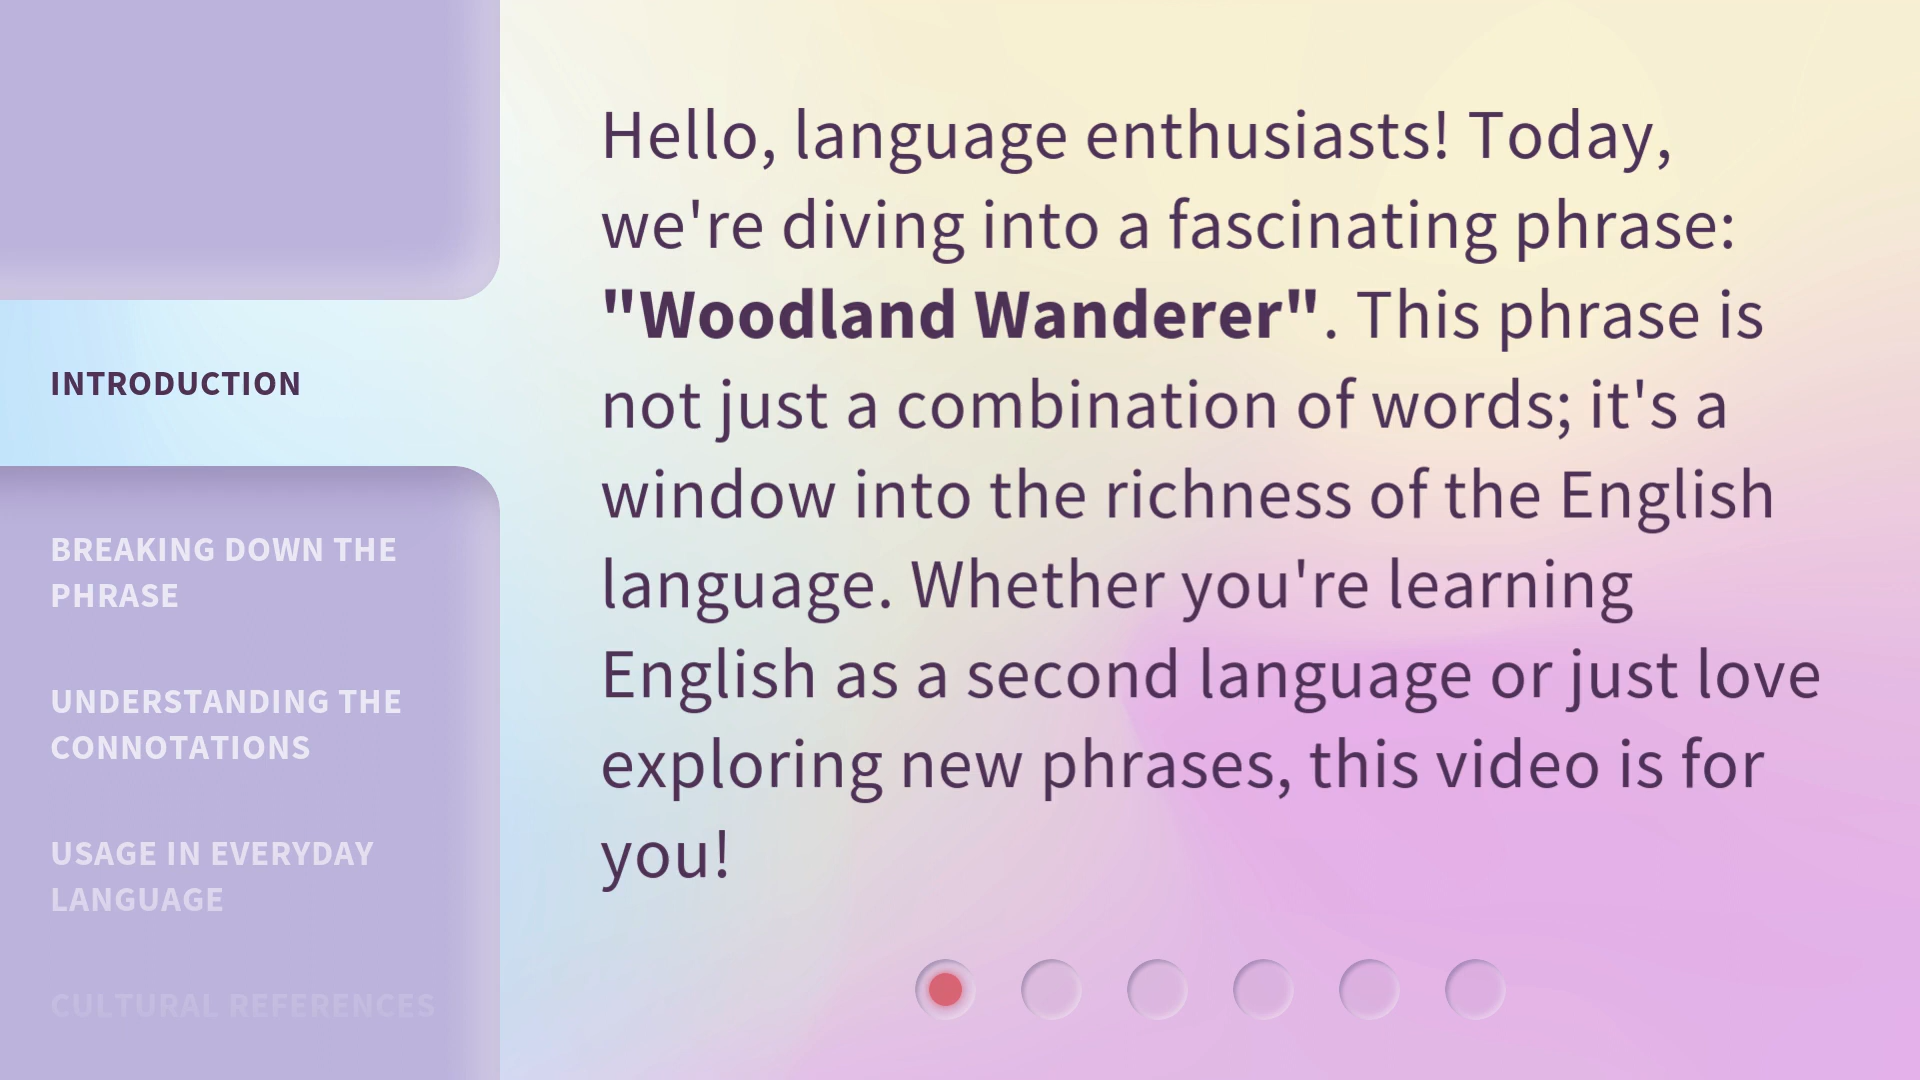 INTRODUCTION
BREAKING DOWN THE
PHRASE
UNDERSTANDING THE
CONNOTATIONS
USAGE IN EVERYDAY
LANGUAGE
CULTURAL REFERENCES
Hello, language enthusiasts! Today,
we're diving into a fascinating phrase:
"Woodland Wanderer". This phrase is
not just a combination of words; it's a
window into the richness of the English
language. Whether you're learning
English as a second language or just love
exploring new phrases, this video is for
you!